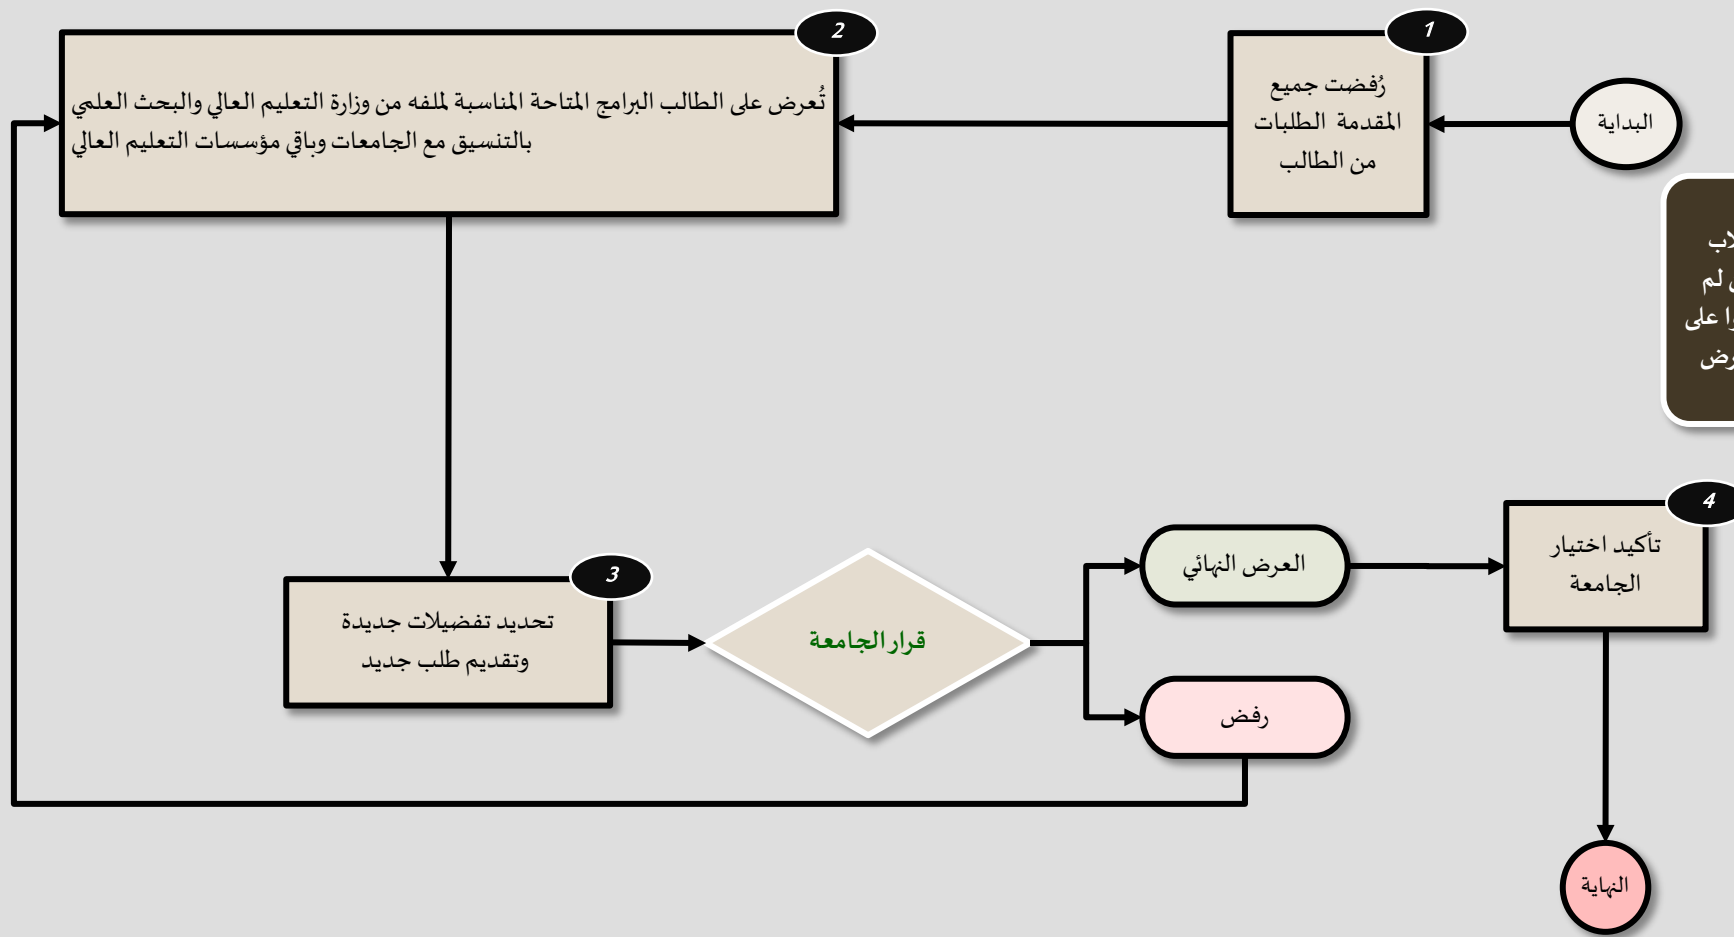 البداية
1
رُفضت جميع
المقدمة الطلبات
من الطالب
2
تُعرض على الطالب البرامج المتاحة المناسبة لملفه من وزارة التعليم العالي والبحث العلمي
بالتنسيق مع الجامعات وباقي مؤسسات التعليم العالي
لم
على
3
تحديد تفضيلات جديدة
وتقديم طلب جديد
قرار الجامعة
العرض النهائي
رفض
4
تأكيد اختيار
الجامعة
النهاية